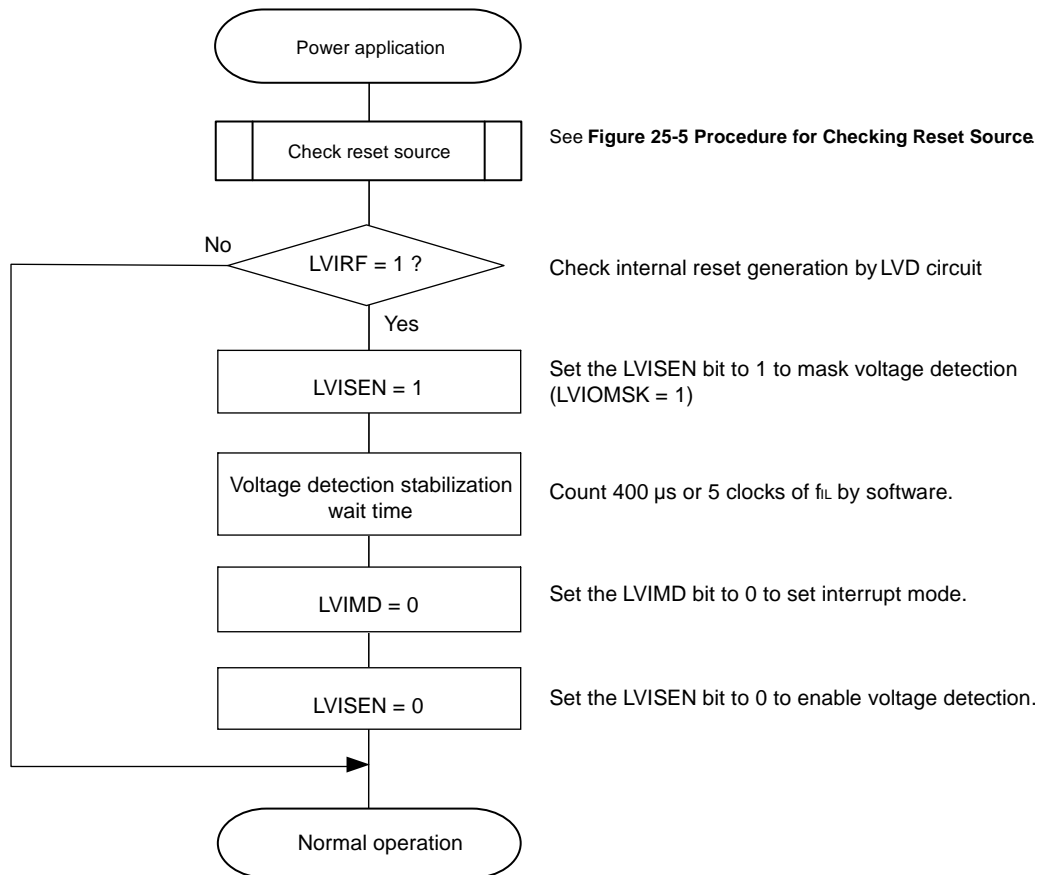 Power application
Check reset source
See Figure 25-5 Procedure for Checking Reset Source.
No
LVIRF = 1 ?
Check internal reset generation by LVD circuit
Yes
LVISEN = 1
Set the LVISEN bit to 1 to mask voltage detection
(LVIOMSK = 1)
Voltage detection stabilization
wait time
Count 400 μs or 5 clocks of fIL by software.
LVIMD = 0
Set the LVIMD bit to 0 to set interrupt mode.
LVISEN = 0
Set the LVISEN bit to 0 to enable voltage detection.
Normal operation